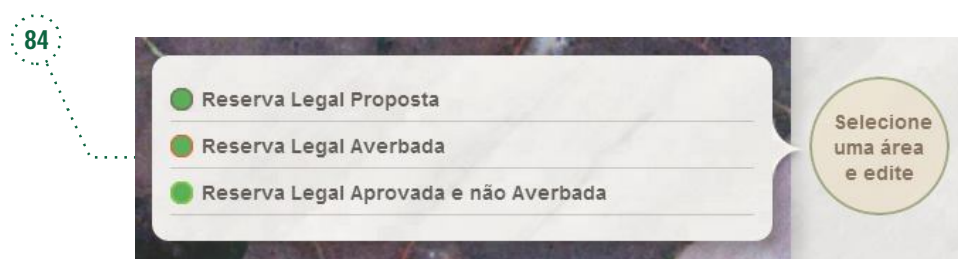 84
Reserva Legal Proposta
Reserva Legal Averbada
Reserva Legal Aprovada e não Averbada
Selecione
uma área
e edite